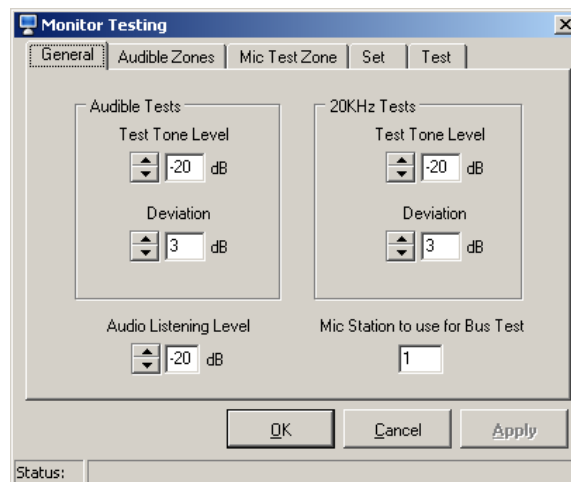 Monitor Testing
General
Audible Zones
Mic Test Zone
Set
Test
Audible Tests
Test Tone Level
-20 dB
Deviation
3 dB
20KHz Tests
Test Tone Level
-20 dB
Deviation
3 dB
Audio Listening Level
-20 dB
Mic Station to use for Bus Test
1
OK
Cancel
Apply
Status: